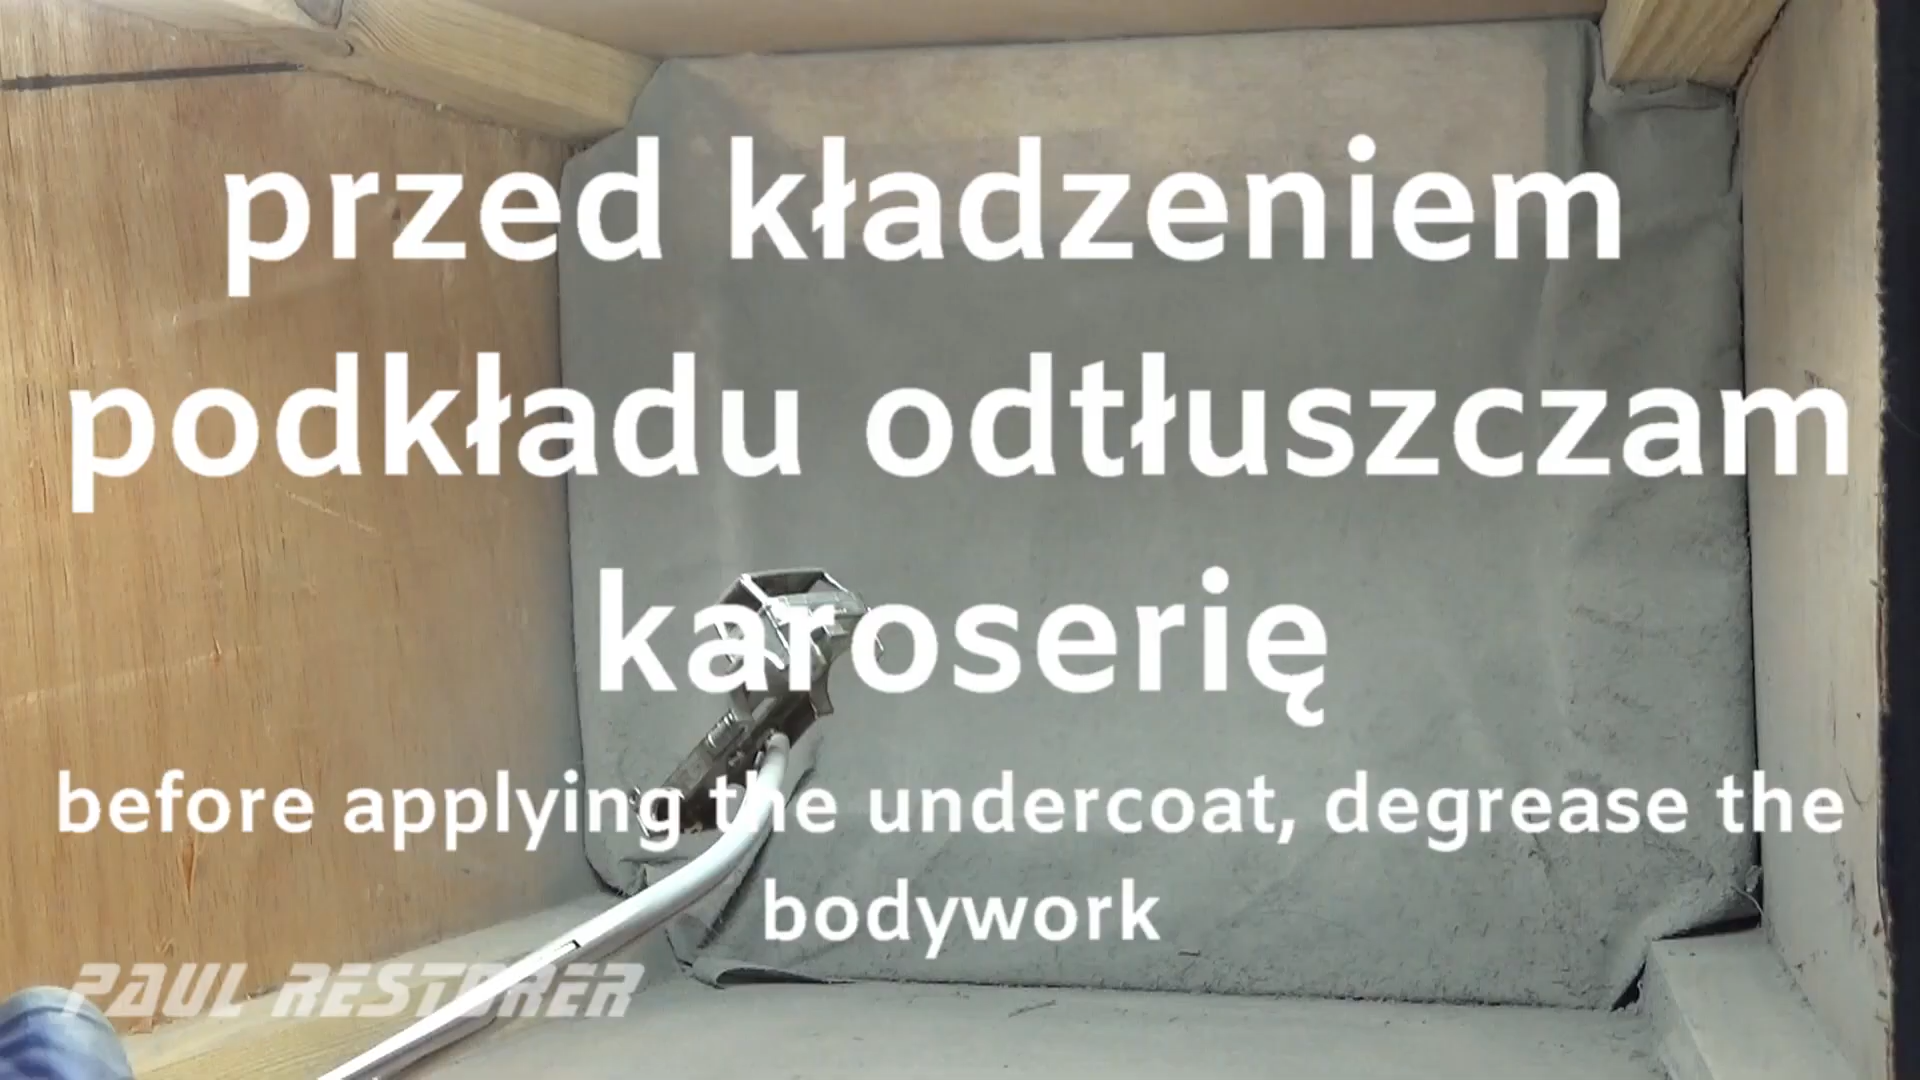 przed kładzeniem
podkładu odtłuszczam
karoserię
before applying the undercoat, degrease the
bodywork
PAUL RESTORER